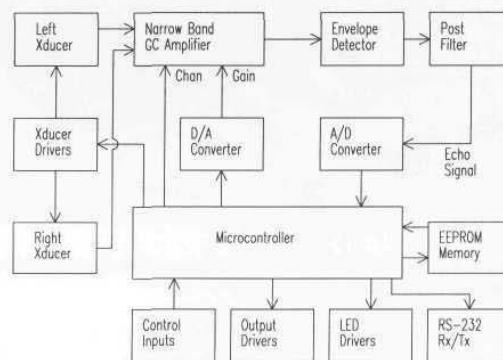 Left
Xducer
Narrow Band
GC Amplifier
Envelope
Detector
Post
Filter
Chan
Gain
Xducer
Drivers
D/A
Converter
A/D
Converter
Echo
Signal
Right
Xducer
Microcontroller
EEPROM
Memory
Control
Inputs
Output
Drivers
LED
Drivers
RS-232
Rx/Tx